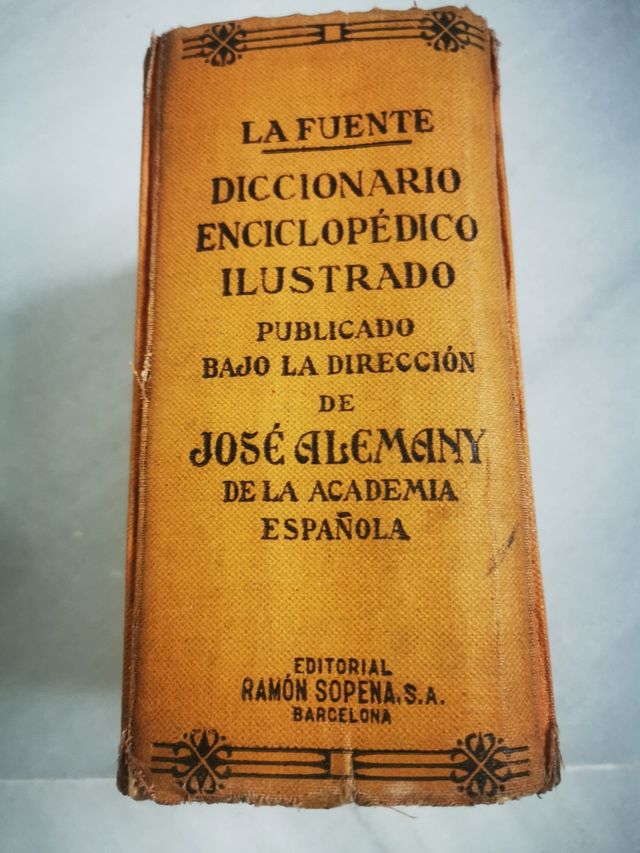 LA FUENTE
DICCIONARIO
ENCICLOPÉDICO
ILUSTRADO
PUBLICADO
BAJO LA DIRECCIÓN
DE
JOSÉ ALEMANY
DE LA ACADEMIA
ESPAÑOLA
EDITORIAL
RAMÓN SOPENA, S.A.
BARCELONA